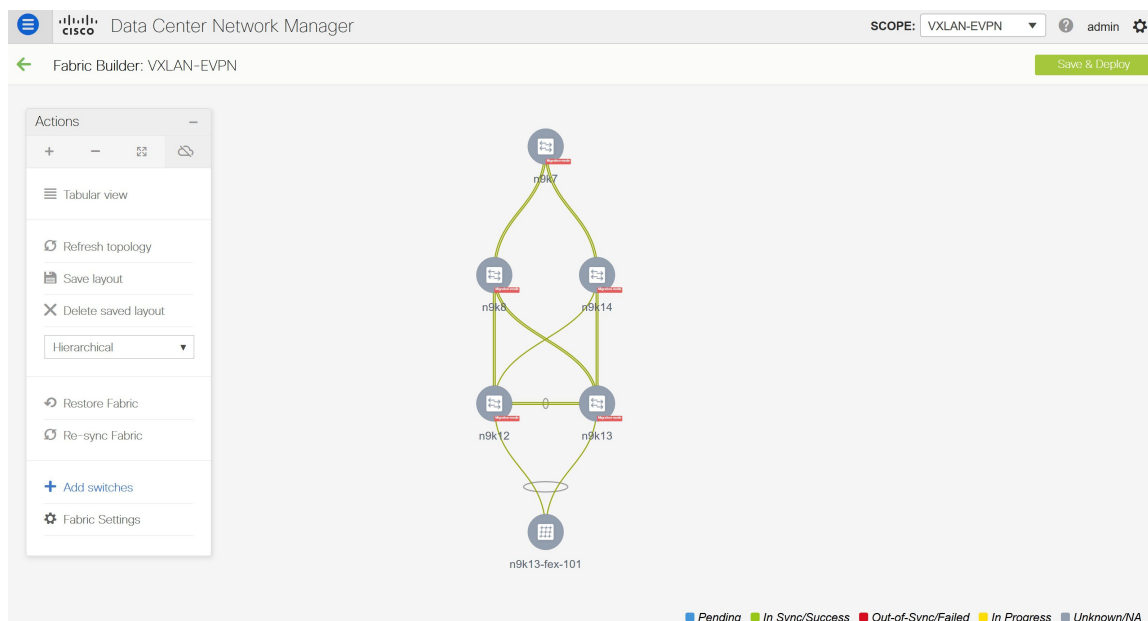 cisco Data Center Network Manager
SCOPE: VXLAN-EVPN
admin
Fabric Builder: VXLAN-EVPN
Save & Deploy
Actions
Tabular view
Refresh topology
Save layout
Delete saved layout
Hierarchical
Restore Fabric
Re-sync Fabric
Add switches
Fabric Settings
n9k7
n9k8
n9k14
n9k12
n9k13
n9k13-fex-101
Pending In Sync/Success Out-of-Sync/Failed In Progress Unknown/NA